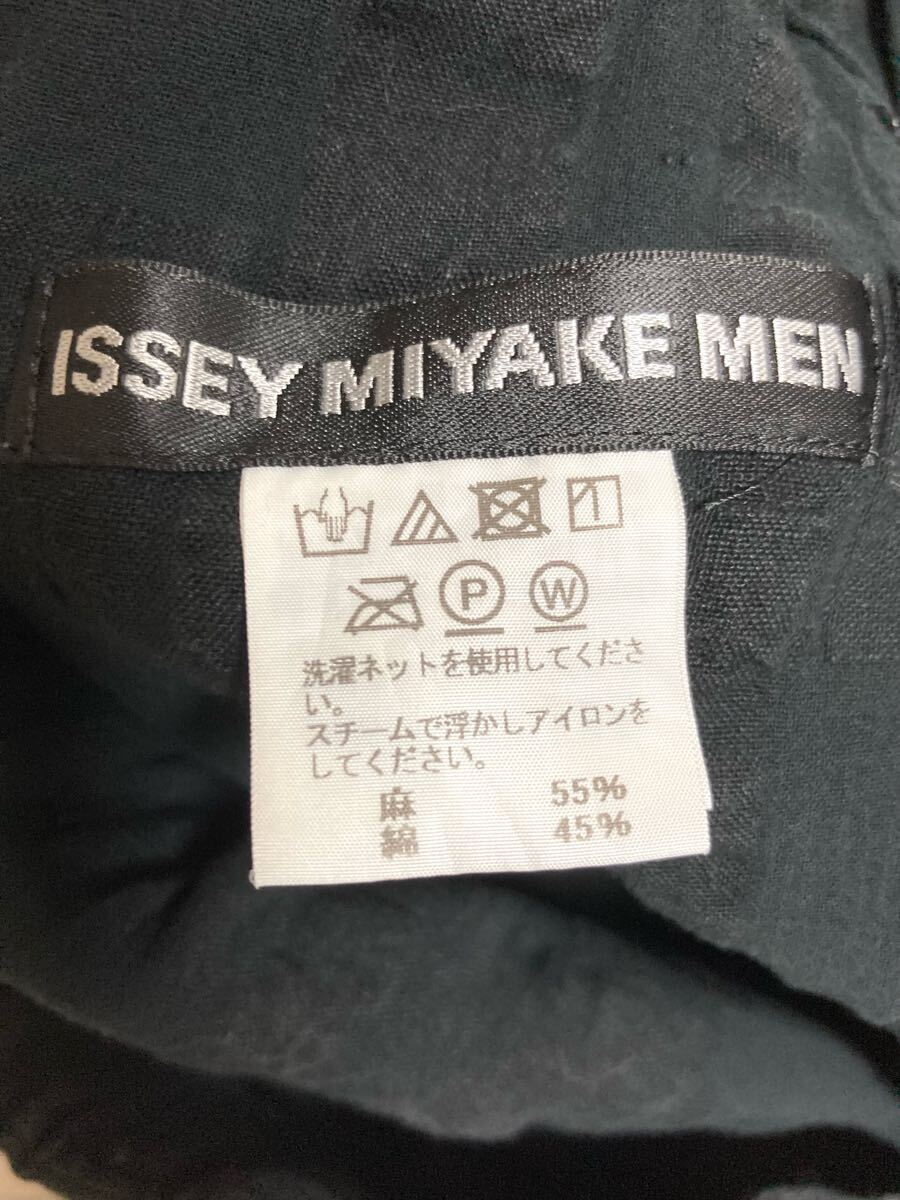 ISSEY MIYAKE MEN
P W
洗濯ネットを使用してくださ
い。
スチームで浮かしアイロンを
してください。
麻 55%
綿 45%